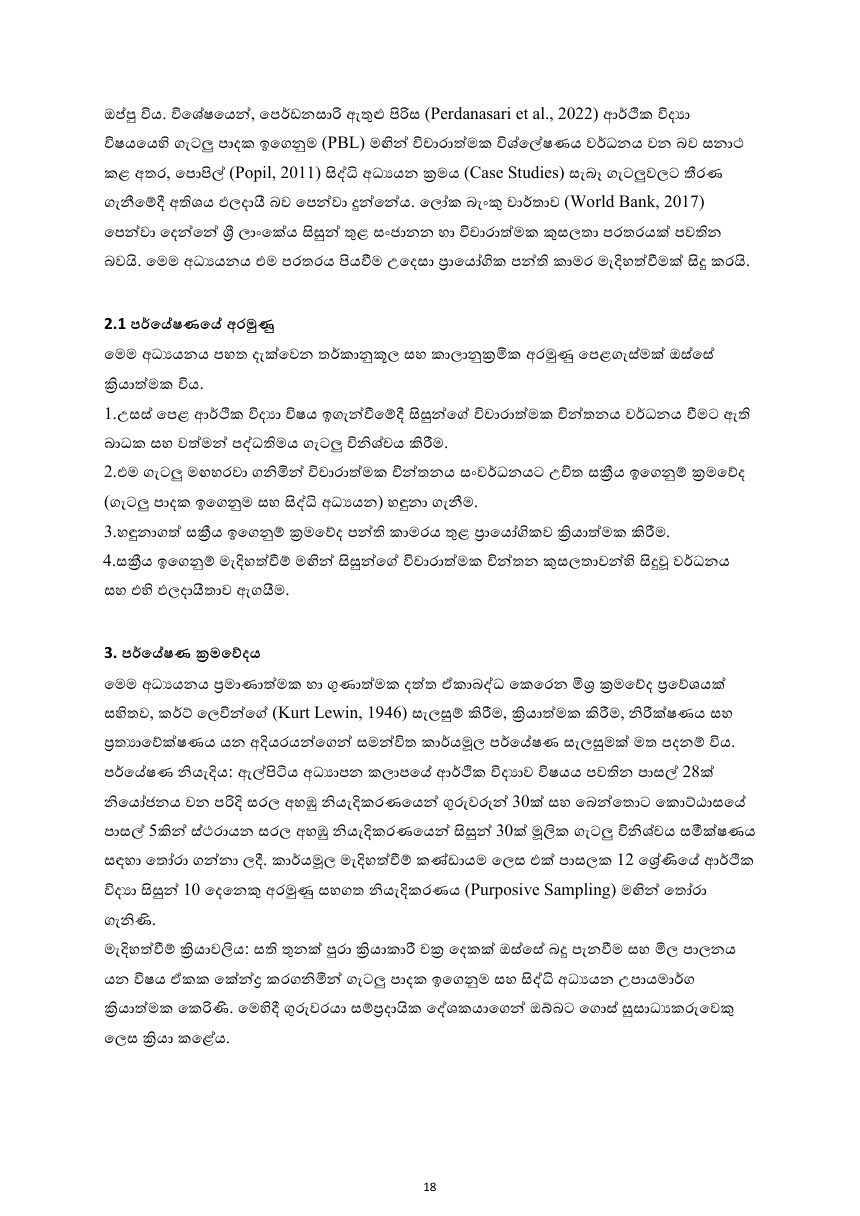 ඔප්පු විය. විශේෂයෙන්, පෙර්ඩනසාරි ඇතුළු පිරිස (Perdanasari et al., 2022) ආර්ථික විද්‍යා
විෂයයෙහි ගැටලු පාදක ඉගෙනුම (PBL) මඟින් විචාරාත්මක විශ්ලේෂණය වර්ධනය වන බව සනාථ
කළ අතර, පොපිල් (Popil, 2011) සිද්ධි අධ්‍යයන ක්‍රමය (Case Studies) සැබෑ ගැටලුවලට තීරණ
ගැනීමේදී අතිශය ඵලදායී බව පෙන්වා දුන්නේය. ලෝක බැංකු වාර්තාව (World Bank, 2017)
පෙන්වා දෙන්නේ ශ්‍රී ලාංකේය සිසුන් තුළ සංජානන හා විචාරාත්මක කුසලතා පරතරයක් පවතින
බවයි. මෙම අධ්‍යයනය එම පරතරය පියවීම උදෙසා ප්‍රායෝගික පන්ති කාමර මැදිහත්වීමක් සිදු කරයි.
2.1 පර්යේෂණයේ අරමුණු
මෙම අධ්‍යයනය පහත දැක්වෙන තර්කානුකූල සහ කාලානුක්‍රමික අරමුණු පෙළගැස්මක් ඔස්සේ
ක්‍රියාත්මක විය.
1.උසස් පෙළ ආර්ථික විද්‍යා විෂය ඉගැන්වීමේදී සිසුන්ගේ විචාරාත්මක චින්තනය වර්ධනය වීමට ඇති
බාධක සහ වත්මන් පද්ධතිමය ගැටලු විනිශ්චය කිරීම.
2.එම ගැටලු මඟහරවා ගනිමින් විචාරාත්මක චින්තනය සංවර්ධනයට උචිත සක්‍රීය ඉගෙනුම් ක්‍රමවේද
(ගැටලු පාදක ඉගෙනුම සහ සිද්ධි අධ්‍යයන) හඳුනා ගැනීම.
3.හඳුනාගත් සක්‍රීය ඉගෙනුම් ක්‍රමවේද පන්ති කාමරය තුළ ප්‍රායෝගිකව ක්‍රියාත්මක කිරීම.
4.සක්‍රීය ඉගෙනුම් මැදිහත්වීම් මඟින් සිසුන්ගේ විචාරාත්මක චින්තන කුසලතාවන්හි සිදුවූ වර්ධනය
සහ එහි ඵලදායීතාව ඇගයීම.
3. පර්යේෂණ ක්‍රමවේදය
මෙම අධ්‍යයනය ප්‍රමාණාත්මක හා ගුණාත්මක දත්ත ඒකාබද්ධ කෙරෙන මිශ්‍ර ක්‍රමවේද ප්‍රවේශයක්
සහිතව, කර්ට් ලෙවින්ගේ (Kurt Lewin, 1946) සැලසුම් කිරීම, ක්‍රියාත්මක කිරීම, නිරීක්ෂණය සහ
ප්‍රත්‍යාවේක්ෂණය යන අදියරයන්ගෙන් සමන්විත කාර්යමූල පර්යේෂණ සැලසුමක් මත පදනම් විය.
පර්යේෂණ නියැදිය: ඇල්පිටිය අධ්‍යාපන කලාපයේ ආර්ථික විද්‍යාව විෂයය පවතින පාසල් 28ක්
නියෝජනය වන පරිදි සරල අහඹු නියැදිකරණයෙන් ගුරුවරුන් 30ක් සහ බෙන්තොට කොට්ඨාසයේ
පාසල් 5කින් ස්ථරායන සරල අහඹු නියැදිකරණයෙන් සිසුන් 30ක් මූලික ගැටලු විනිශ්චය සමීක්ෂණය
සඳහා තෝරා ගන්නා ලදී. කාර්යමූල මැදිහත්වීම් කණ්ඩායම ලෙස එක් පාසලක 12 ශ්‍රේණියේ ආර්ථික
විද්‍යා සිසුන් 10 දෙනෙකු අරමුණු සහගත නියැදිකරණය (Purposive Sampling) මඟින් තෝරා
ගැනිණි.
මැදිහත්වීම් ක්‍රියාවලිය: සති තුනක් පුරා ක්‍රියාකාරී චක්‍ර දෙකක් ඔස්සේ බදු පැනවීම සහ මිල පාලනය
යන විෂය ඒකක කේන්ද්‍ර කරගනිමින් ගැටලු පාදක ඉගෙනුම සහ සිද්ධි අධ්‍යයන උපායමාර්ග
ක්‍රියාත්මක කෙරිණි. මෙහිදී ගුරුවරයා සම්ප්‍රදායික දේශකයාගෙන් ඔබ්බට ගොස් සුසාධ්‍යකරුවෙකු
ලෙස ක්‍රියා කළේය.
18